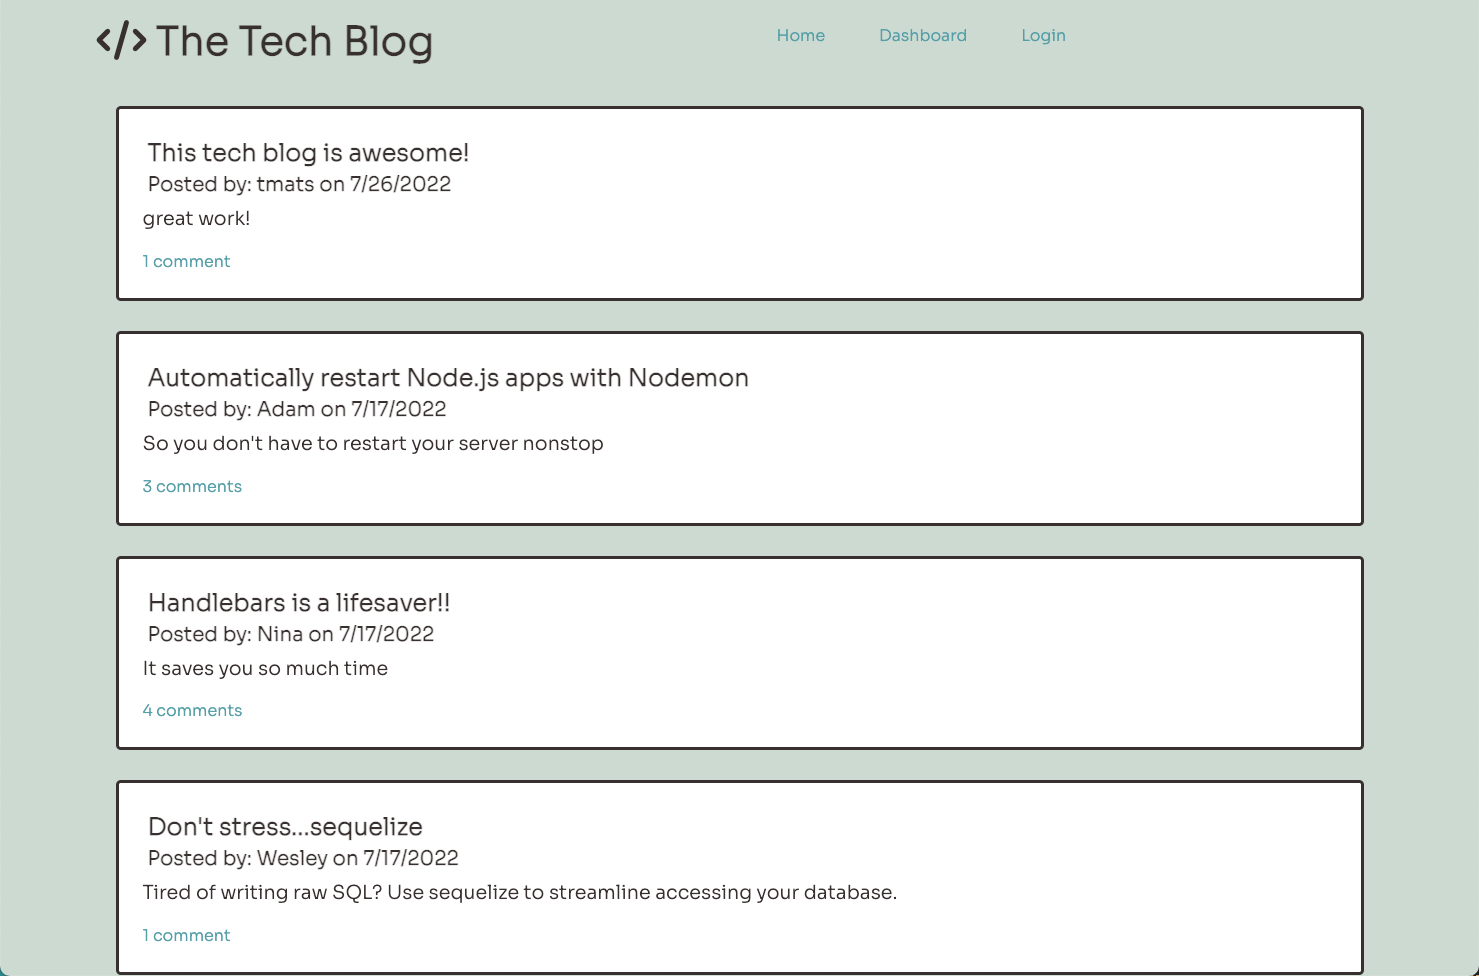 </> The Tech Blog
Home Dashboard Login
This tech blog is awesome!
Posted by: tmats on 7/26/2022
great work!
1 comment
Automatically restart Node.js apps with Nodemon
Posted by: Adam on 7/17/2022
So you don't have to restart your server nonstop
3 comments
Handlebars is a lifesaver!!
Posted by: Nina on 7/17/2022
It saves you so much time
4 comments
Don't stress...sequelize
Posted by: Wesley on 7/17/2022
Tired of writing raw SQL? Use sequelize to streamline accessing your database.
1 comment